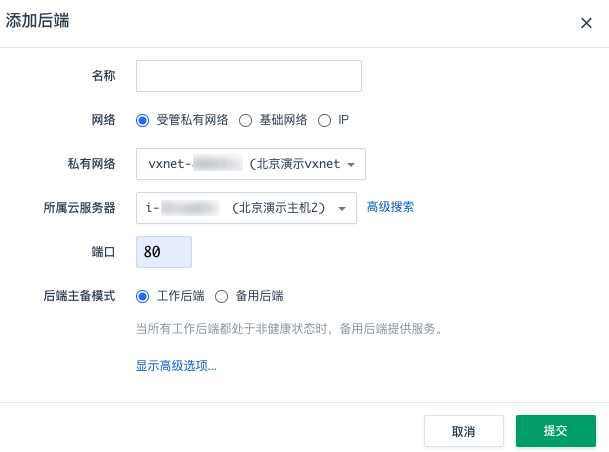 添加后端
名称
网络 受管私有网络 基础网络 IP
私有网络 vxnet- (北京演示vxnet
所属云服务器 i- (北京演示主机2) 高级搜索
端口 80
后端主备模式 工作后端 备用后端
当所有工作后端都处于非健康状态时，备用后端提供服务。
显示高级选项...
取消 提交